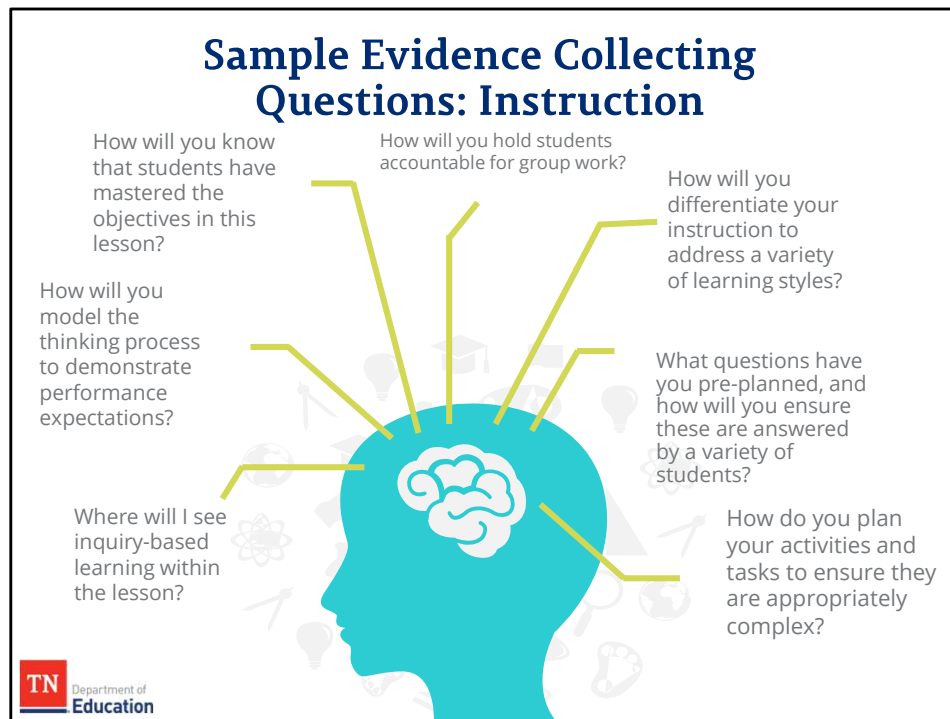 Sample Evidence Collecting
Questions: Instruction
How will you know
that students have
mastered the
objectives in this
lesson?
How will you hold students
accountable for group work?
How will you
differentiate your
instruction to
address a variety
of learning styles?
How will you
model the
thinking process
to demonstrate
performance
expectations?
What questions have
you pre-planned, and
how will you ensure
these are answered
by a variety of
students?
Where will I see
inquiry-based
learning within
the lesson?
How do you plan
your activities and
tasks to ensure they
are appropriately
complex?
TN
Department of
Education